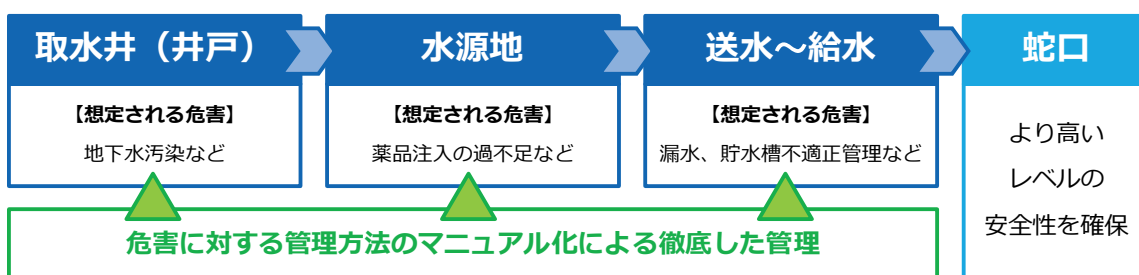 取水井（井戸）
【想定される危害】
地下水汚染など
水源地
【想定される危害】
薬品注入の過不足など
送水～給水
【想定される危害】
漏水、貯水槽不適正管理など
蛇口
より高い
レベルの
安全性を確保
危害に対する管理方法のマニュアル化による徹底した管理